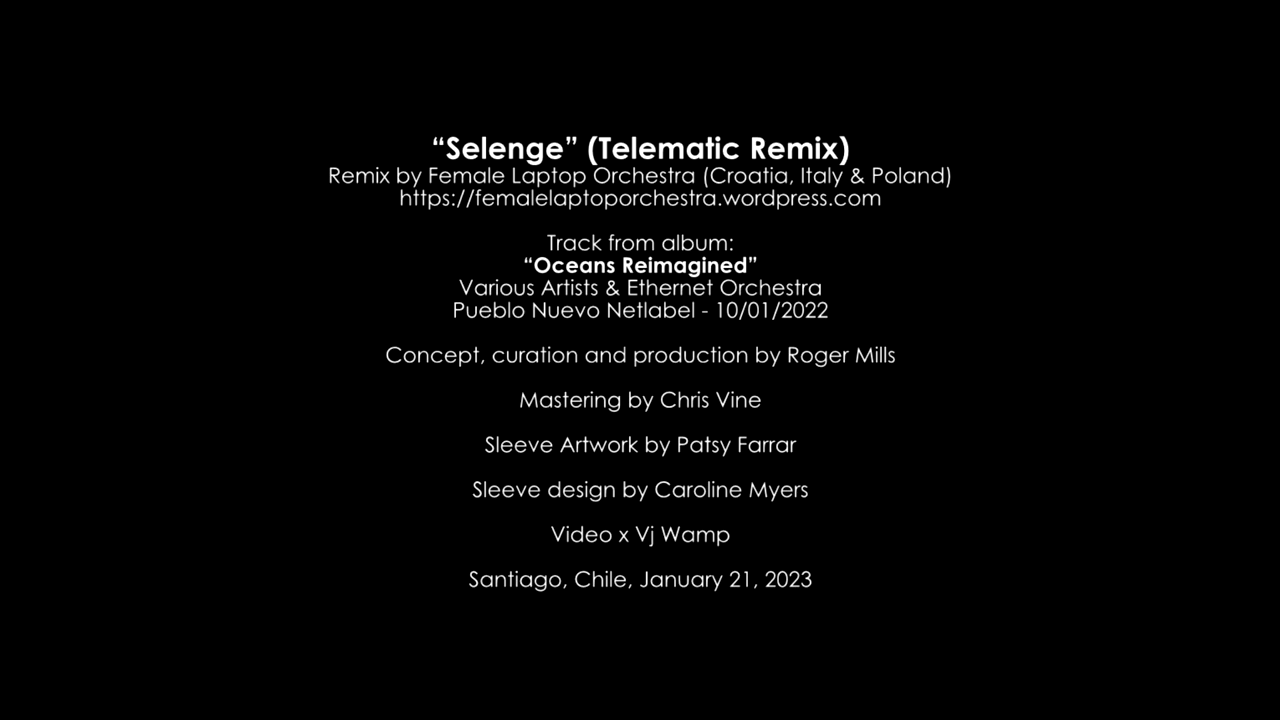 “Selenge” (Telematic Remix)
Remix by Female Laptop Orchestra (Croatia, Italy & Poland)
https://femalelaptoporchestra.wordpress.com
Track from album:
“Oceans Reimagined”
Various Artists & Ethernet Orchestra
Pueblo Nuevo Netlabel - 10/01/2022
Concept, curation and production by Roger Mills
Mastering by Chris Vine
Sleeve Artwork by Patsy Farrar
Sleeve design by Caroline Myers
Video x Vj Wamp
Santiago, Chile, January 21, 2023